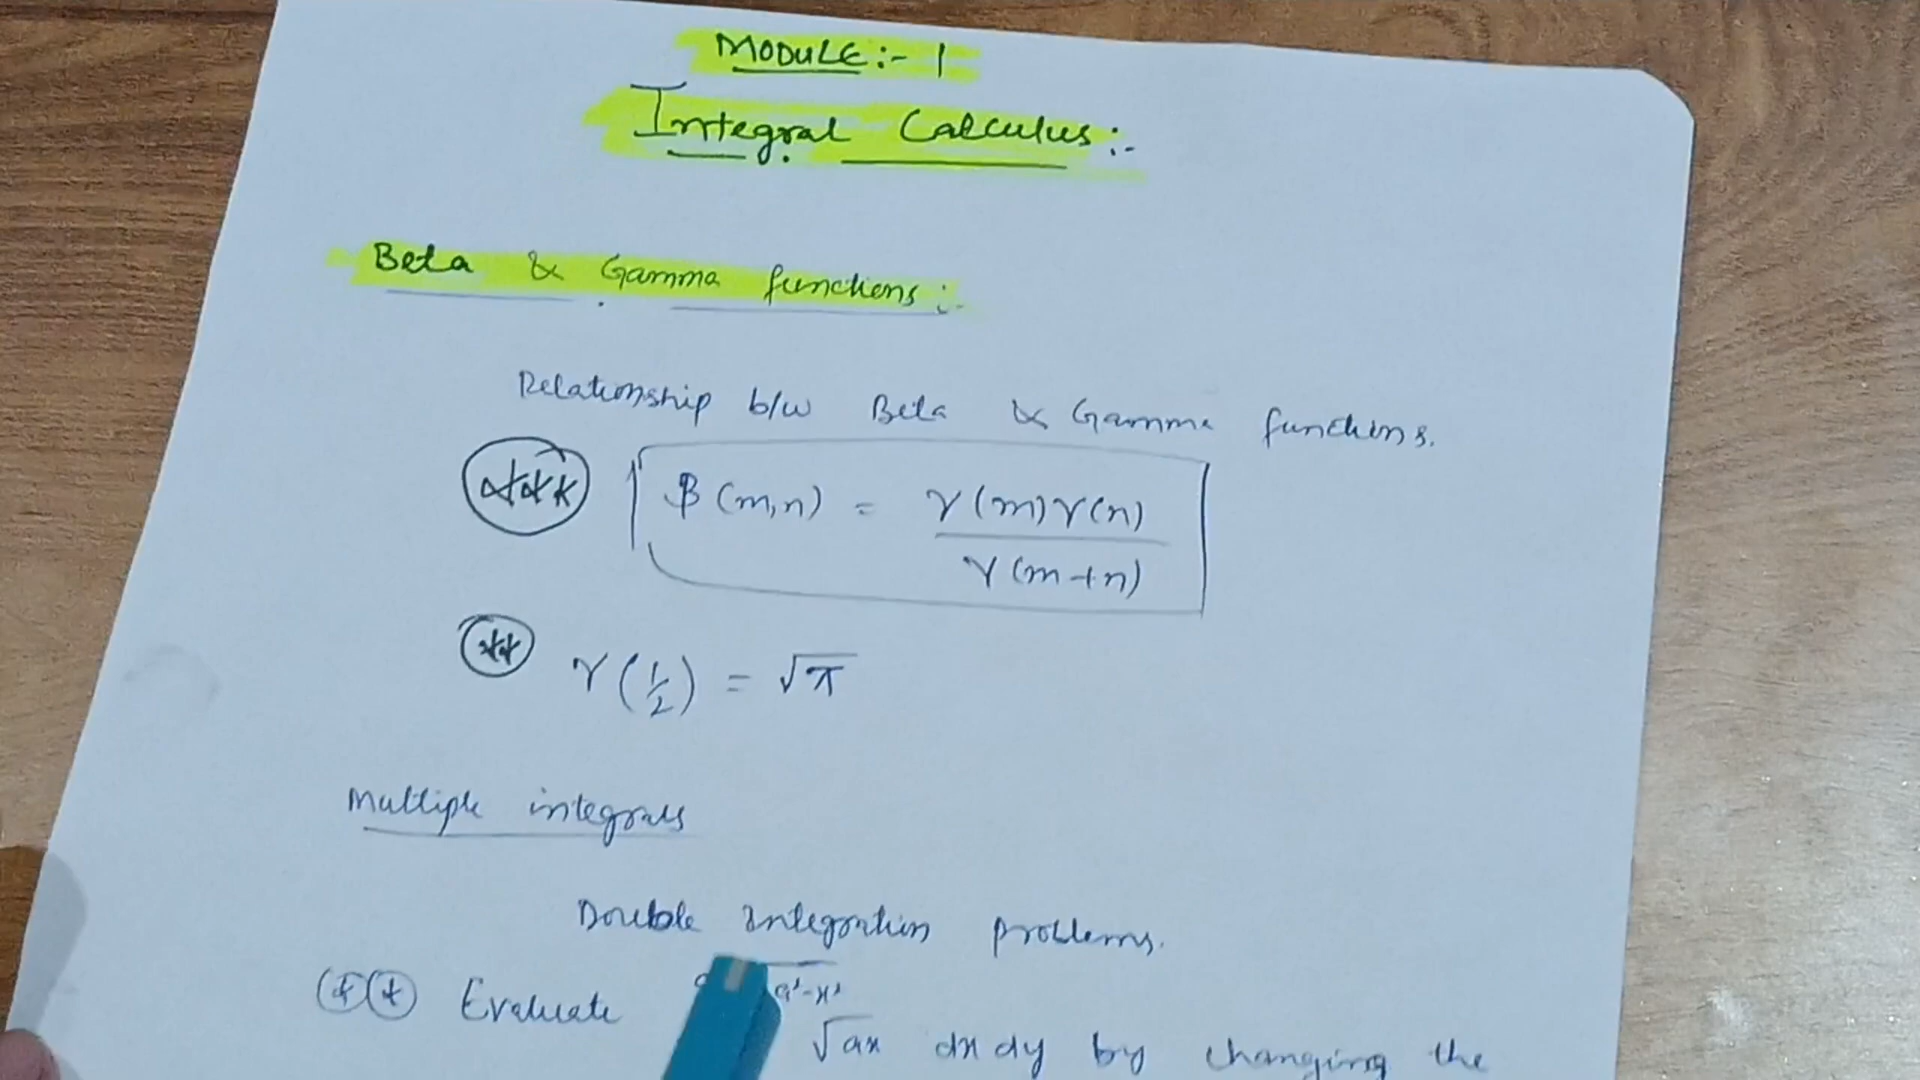 MODULE:- 1
Integral Calculus:-
Beta & Gamma functions:-
Relationship b/w Beta & Gamma functions.
*** β(m,n) = γ(m)γ(n) / γ(m+n)
** γ(1/2) = √π
Multiple integrals
Double integration problems.
** Evaluate √ax dx dy by changing the